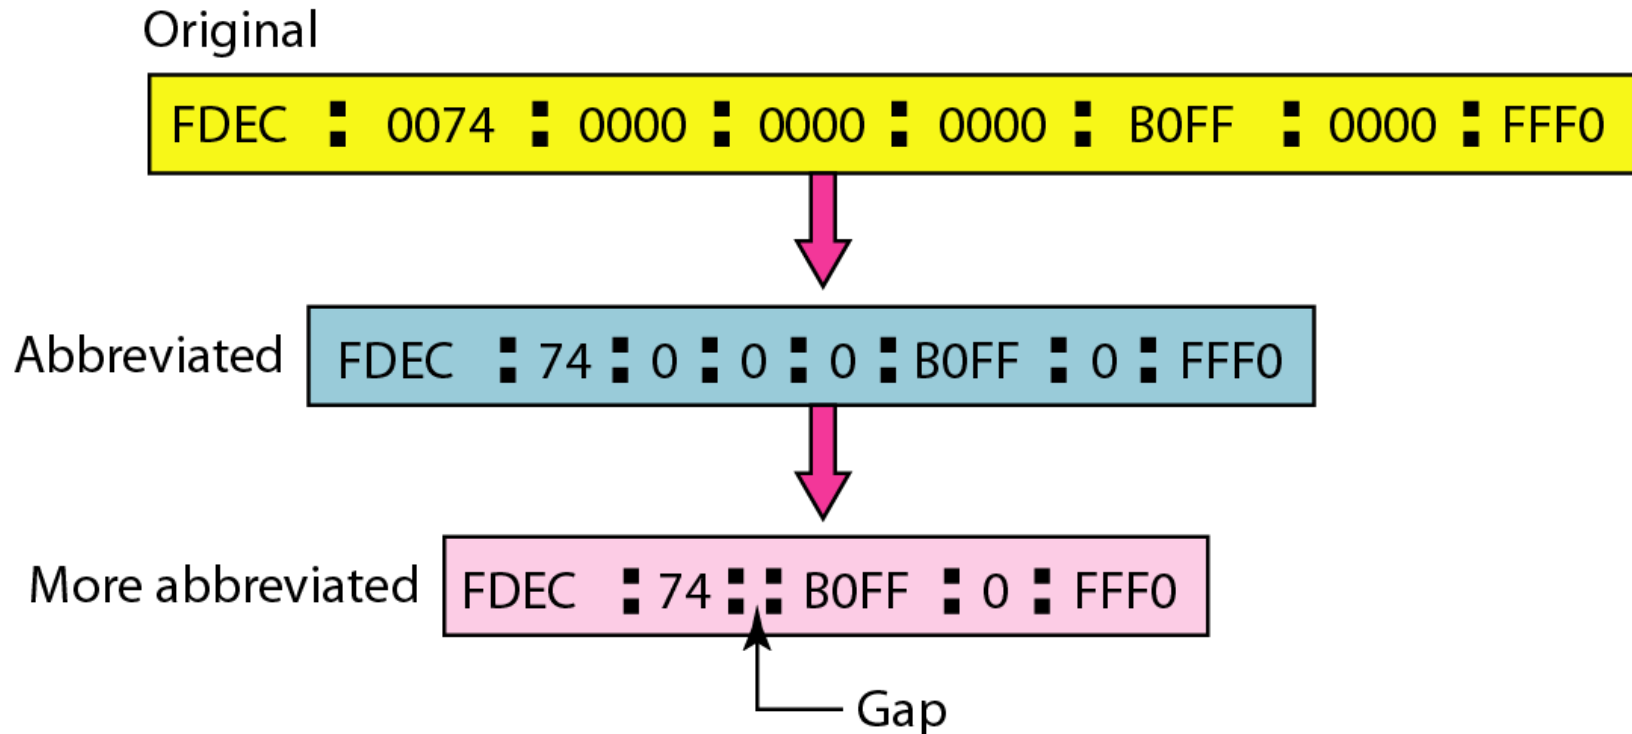 Original
FDEC : 0074 : 0000 : 0000 : 0000 : B0FF : 0000 : FFF0
Abbreviated
FDEC : 74 : 0 : 0 : 0 : B0FF : 0 : FFF0
More abbreviated
FDEC : 74 : : B0FF : 0 : FFF0
Gap